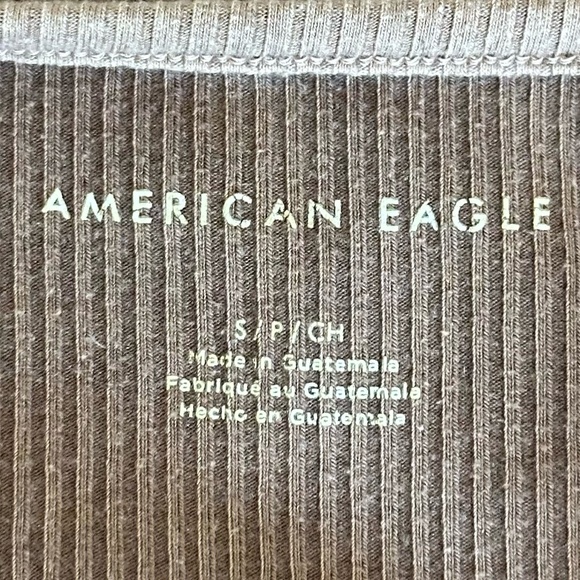 AMERICAN EAGLE
S/P/CH
Made in Guatemala
Fabriqué au Guatemala
Hecho en Guatemala